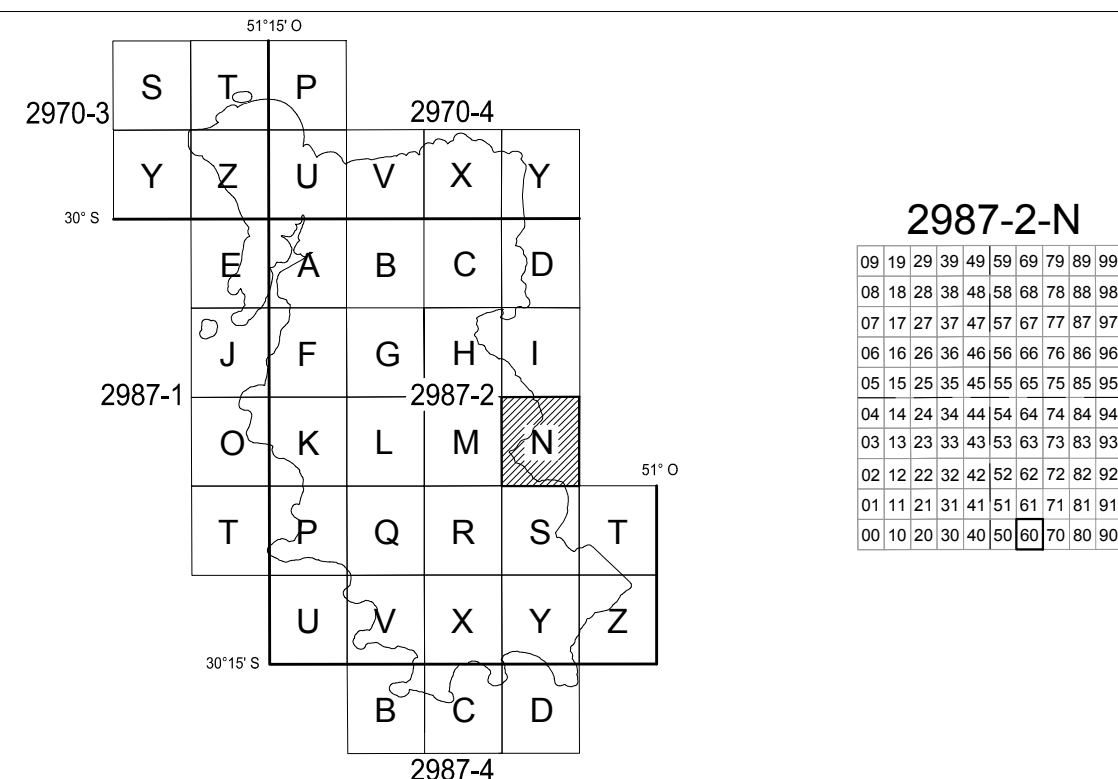 51°15' O
S T P
2970-3 2970-4
Y Z U V X Y
30° S
E A B C D
J F G H I
2987-1 2987-2
O K L M N
51° O
T P Q R S T
U V X Y Z
30°15' S
B C D
2987-4
2987-2-N
09 19 29 39 49 59 69 79 89 99
08 18 28 38 48 58 68 78 88 98
07 17 27 37 47 57 67 77 87 97
06 16 26 36 46 56 66 76 86 96
05 15 25 35 45 55 65 75 85 95
04 14 24 34 44 54 64 74 84 94
03 13 23 33 43 53 63 73 83 93
02 12 22 32 42 52 62 72 82 92
01 11 21 31 41 51 61 71 81 91
00 10 20 30 40 50 60 70 80 90